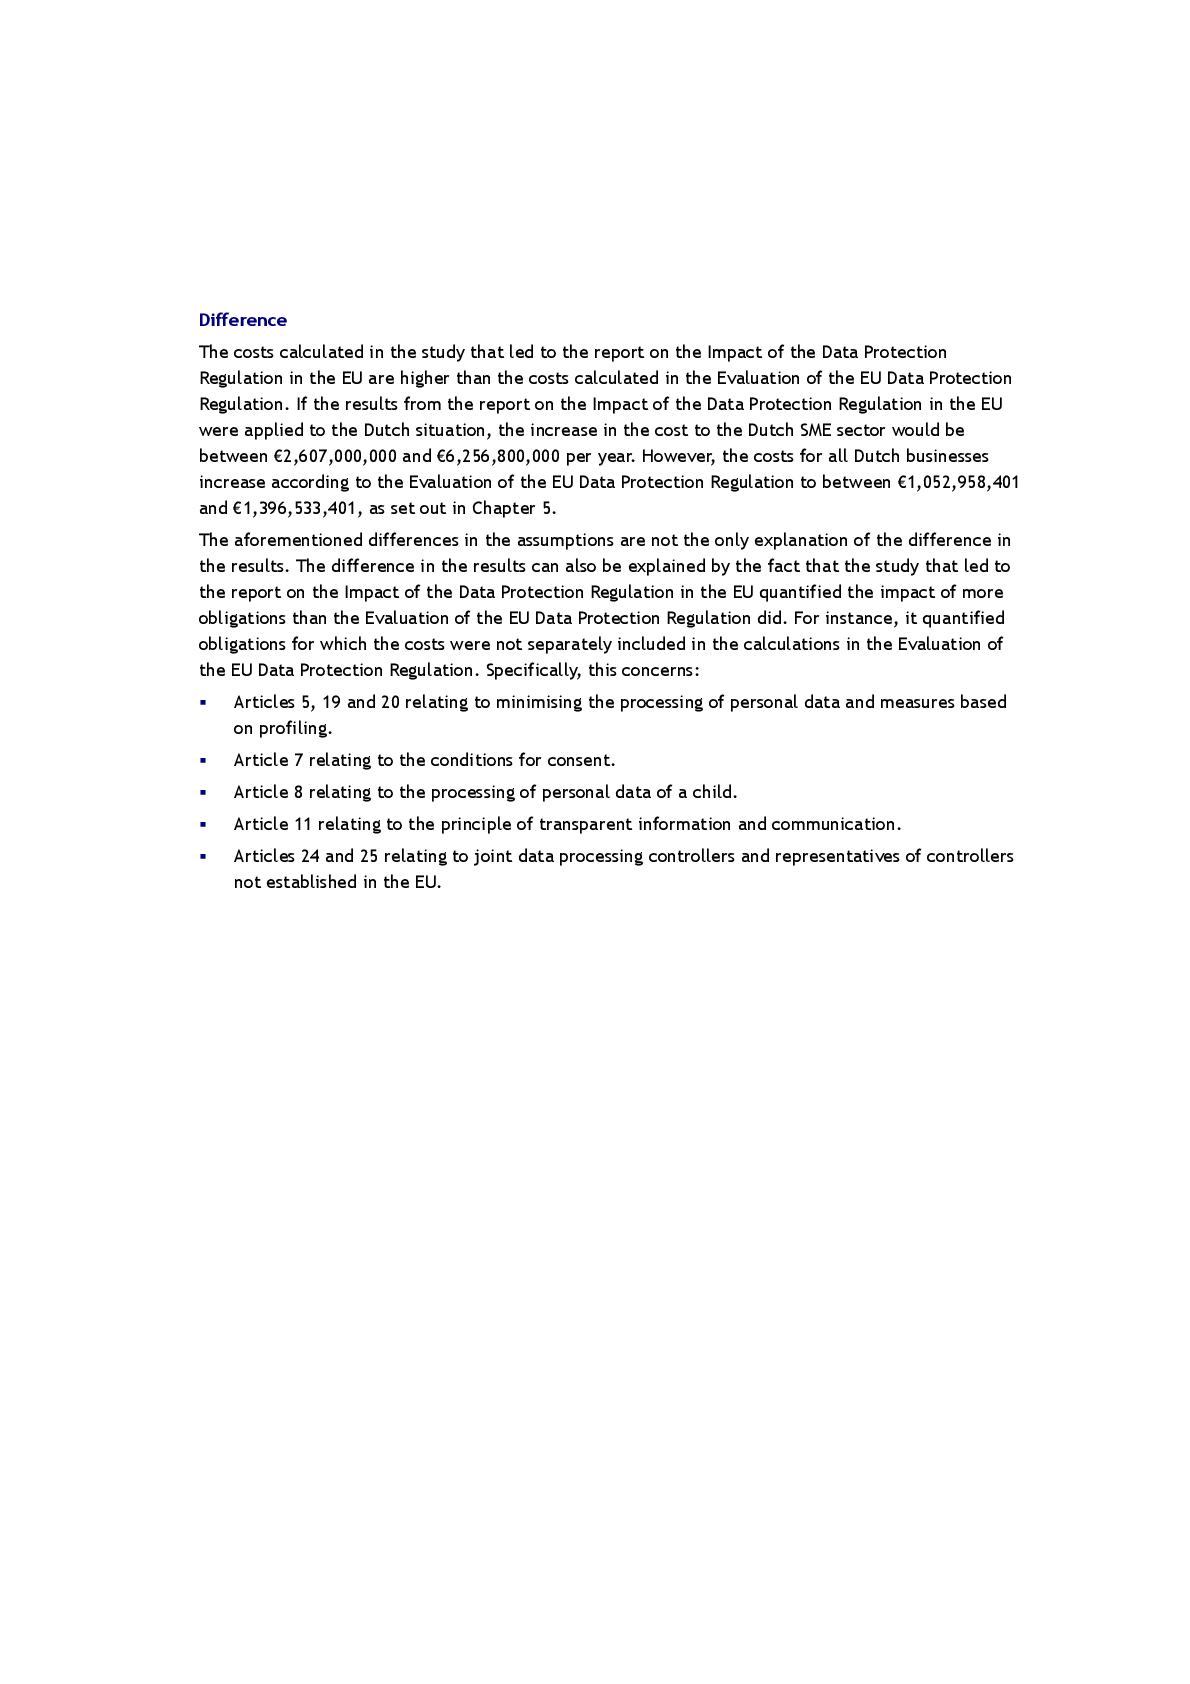 Difference
The costs calculated in the study that led to the report on the Impact of the Data Protection
Regulation in the EU are higher than the costs calculated in the Evaluation of the EU Data Protection
Regulation. If the results from the report on the Impact of the Data Protection Regulation in the EU
were applied to the Dutch situation, the increase in the cost to the Dutch SME sector would be
between €2,607,000,000 and €6,256,800,000 per year. However, the costs for all Dutch businesses
increase according to the Evaluation of the EU Data Protection Regulation to between €1,052,958,401
and €1,396,533,401, as set out in Chapter 5.
The aforementioned differences in the assumptions are not the only explanation of the difference in
the results. The difference in the results can also be explained by the fact that the study that led to
the report on the Impact of the Data Protection Regulation in the EU quantified the impact of more
obligations than the Evaluation of the EU Data Protection Regulation did. For instance, it quantified
obligations for which the costs were not separately included in the calculations in the Evaluation of
the EU Data Protection Regulation. Specifically, this concerns:
▪ Articles 5, 19 and 20 relating to minimising the processing of personal data and measures based
on profiling.
▪ Article 7 relating to the conditions for consent.
▪ Article 8 relating to the processing of personal data of a child.
▪ Article 11 relating to the principle of transparent information and communication.
▪ Articles 24 and 25 relating to joint data processing controllers and representatives of controllers
not established in the EU.